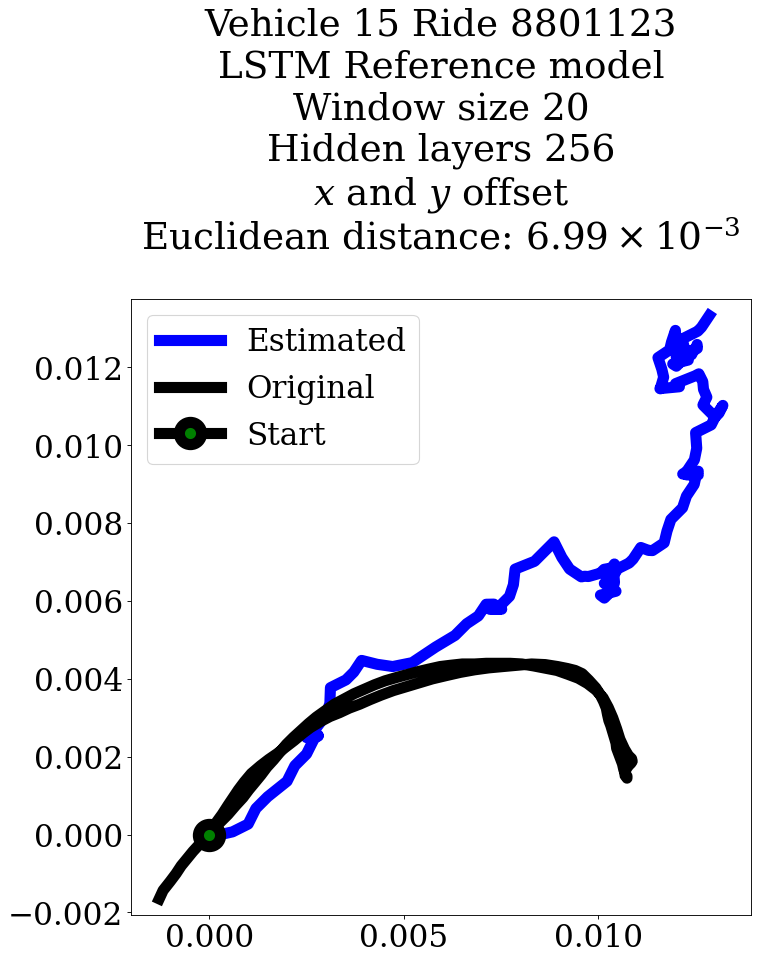 Vehicle 15 Ride 8801123
LSTM Reference model
Window size 20
Hidden layers 256
x and y offset
Euclidean distance: 6.99 × 10⁻³
Estimated
Original
Start
0.012
0.010
0.008
0.006
0.004
0.002
0.000
−0.002
0.000 0.005 0.010